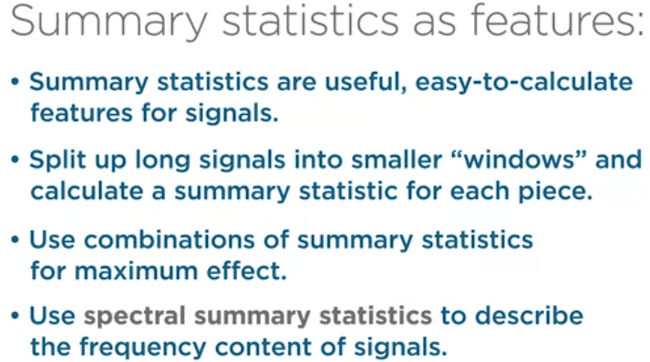 Summary statistics as features:
• Summary statistics are useful, easy-to-calculate
features for signals.
• Split up long signals into smaller “windows” and
calculate a summary statistic for each piece.
• Use combinations of summary statistics
for maximum effect.
• Use spectral summary statistics to describe
the frequency content of signals.